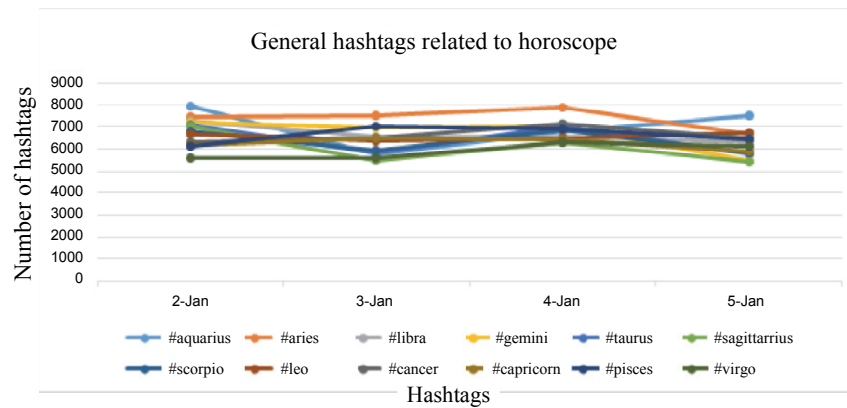 General hashtags related to horoscope
Number of hashtags
9000
8000
7000
6000
5000
4000
3000
2000
1000
0
2-Jan 3-Jan 4-Jan 5-Jan
#aquarius #aries #libra #gemini #taurus #sagittarrius
#scorpio #leo #cancer #capricorn #pisces #virgo
Hashtags